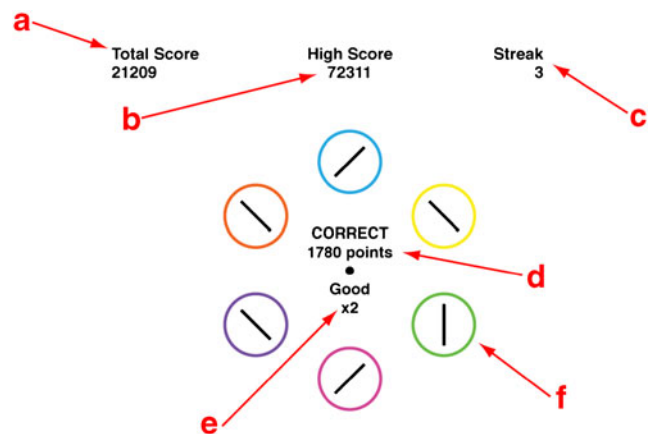 a
Total Score
21209
High Score
72311
Streak
3
b
c
CORRECT
1780 points
d
Good
x2
e
f